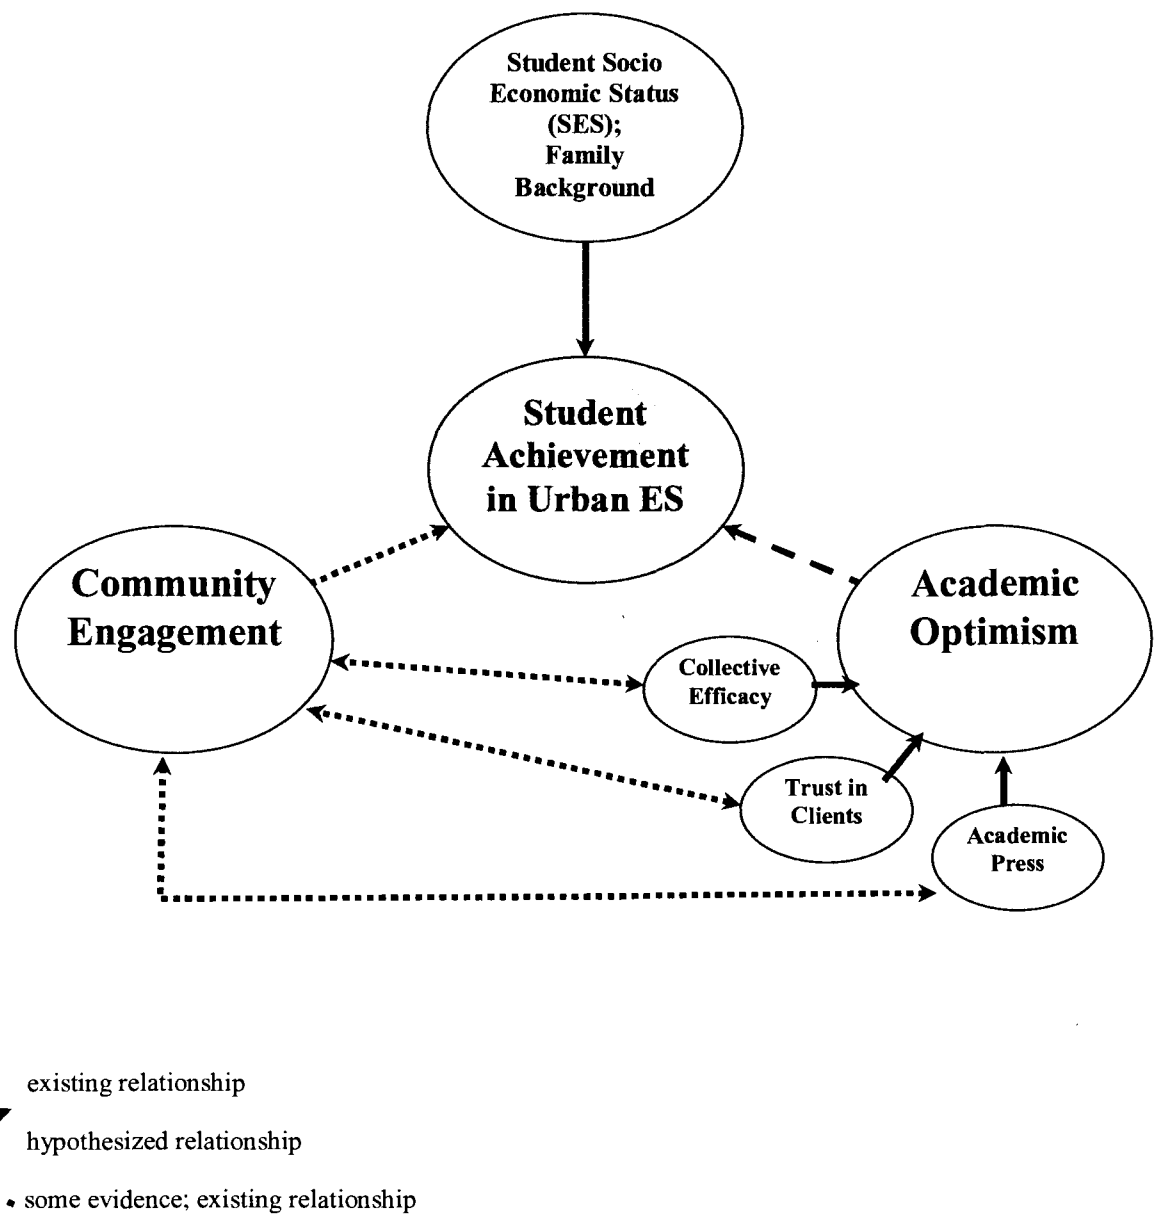 Student Socio
Economic Status
(SES);
Family
Background
Student
Achievement
in Urban ES
Community
Engagement
Academic
Optimism
Collective
Efficacy
Trust in
Clients
Academic
Press
existing relationship
hypothesized relationship
some evidence; existing relationship